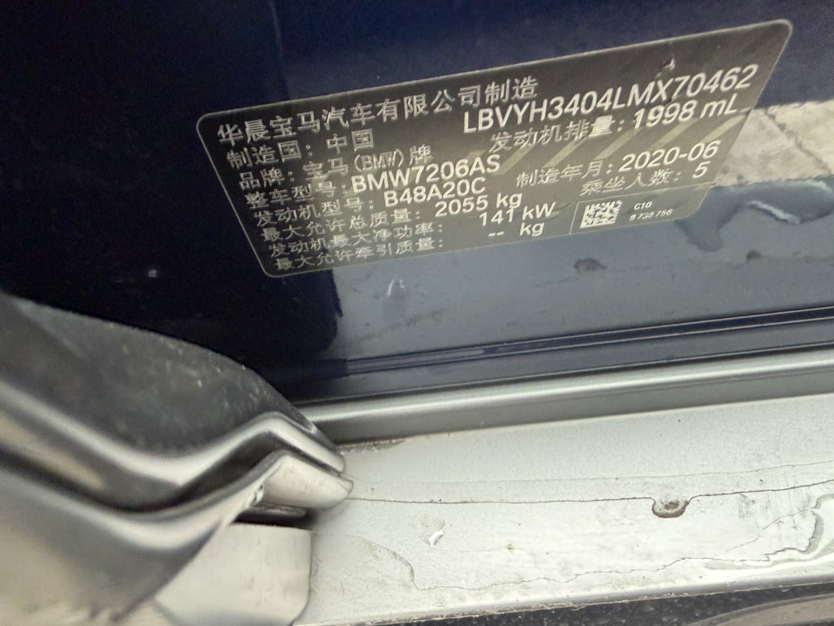 华晨宝马汽车有限公司制造
LBVYH3404LMX70462
制造国：中国
发动机排量：1998 mL
品牌：宝马(BMW)牌
整车型号：BMW7206AS
制造年月：2020-06
发动机型号：B48A20C
乘坐人数：5
最大允许总质量：2055 kg
发动机最大净功率：141 kW
最大允许牵引质量：-- kg
C10